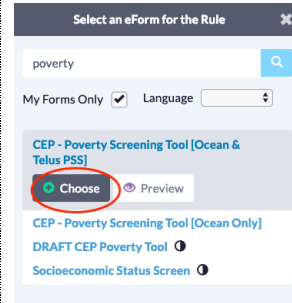 Select an eForm for the Rule
poverty
My Forms Only Language
CEP - Poverty Screening Tool [Ocean &
Telus PSS]
Choose Preview
CEP - Poverty Screening Tool [Ocean Only]
DRAFT CEP Poverty Tool
Socioeconomic Status Screen